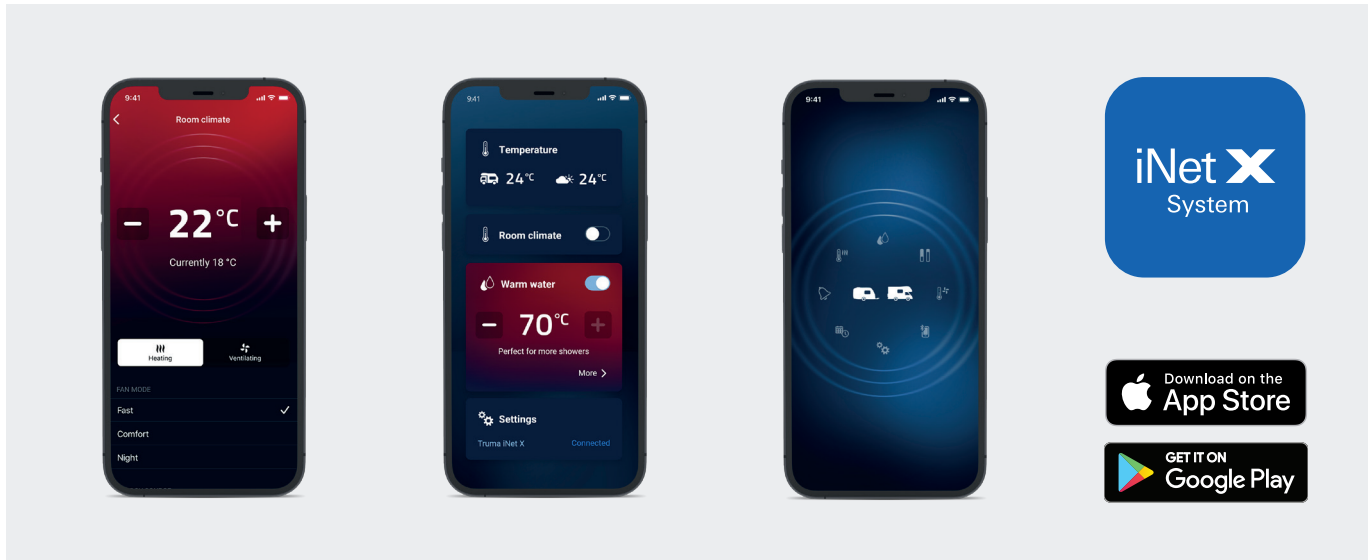 9:41
Room climate
22°C
Currently 18 °C
Heating
Ventilating
FAN MODE
Fast
Comfort
Night
9:41
Temperature
24°C
24°C
Room climate
Warm water
70°C
Perfect for more showers
More
Settings
Truma iNet X
Connected
9:41
iNet X
System
Download on the
App Store
GET IT ON
Google Play